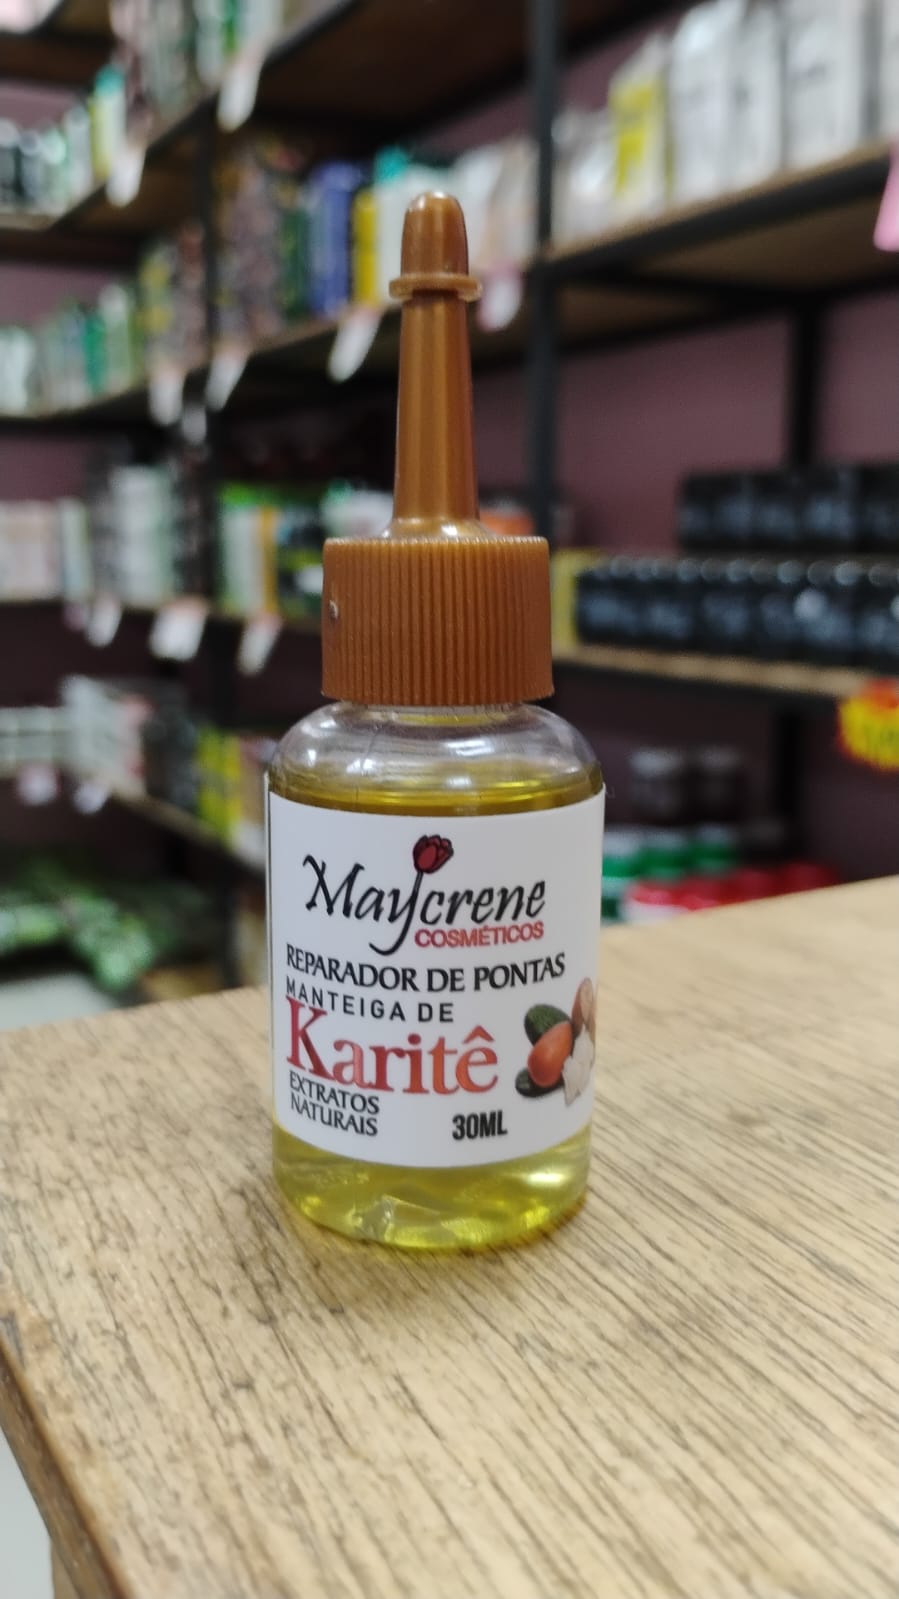 Maycrene
COSMÉTICOS
REPARADOR DE PONTAS
MANTEIGA DE
Karitê
EXTRATOS
NATURAIS
30ML